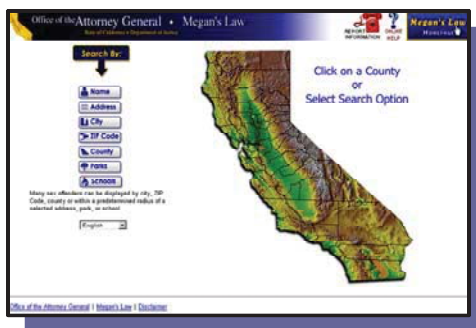 Office of the Attorney General • Megan's Law
State of California • Department of Justice
REPORT INFORMATION
ONLINE HELP
Megan's Law
HOMEPAGE
Search By:
Name
Address
City
ZIP Code
County
Parks
Schools
Click on a County
or
Select Search Option
Many sex offenders can be displayed by city, ZIP
Code, county or within a predetermined radius of a
selected address, park, or school.
English
Office of the Attorney General | Megan's Law | Disclaimer